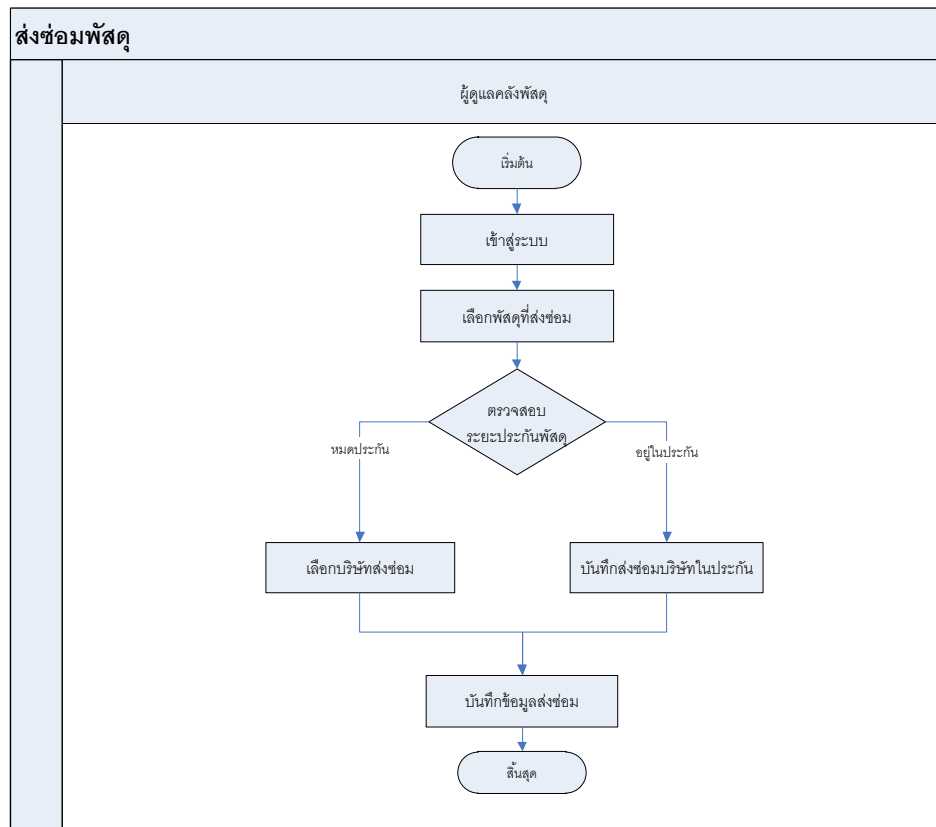 ส่งซ่อมพัสดุ
ผู้ดูแลคลังพัสดุ
เริ่มต้น
เข้าสู่ระบบ
เลือกพัสดุที่ส่งซ่อม
ตรวจสอบ
ระยะประกันพัสดุ
หมดประกัน
อยู่ในประกัน
เลือกบริษัทส่งซ่อม
บันทึกส่งซ่อมบริษัทในประกัน
บันทึกข้อมูลส่งซ่อม
สิ้นสุด